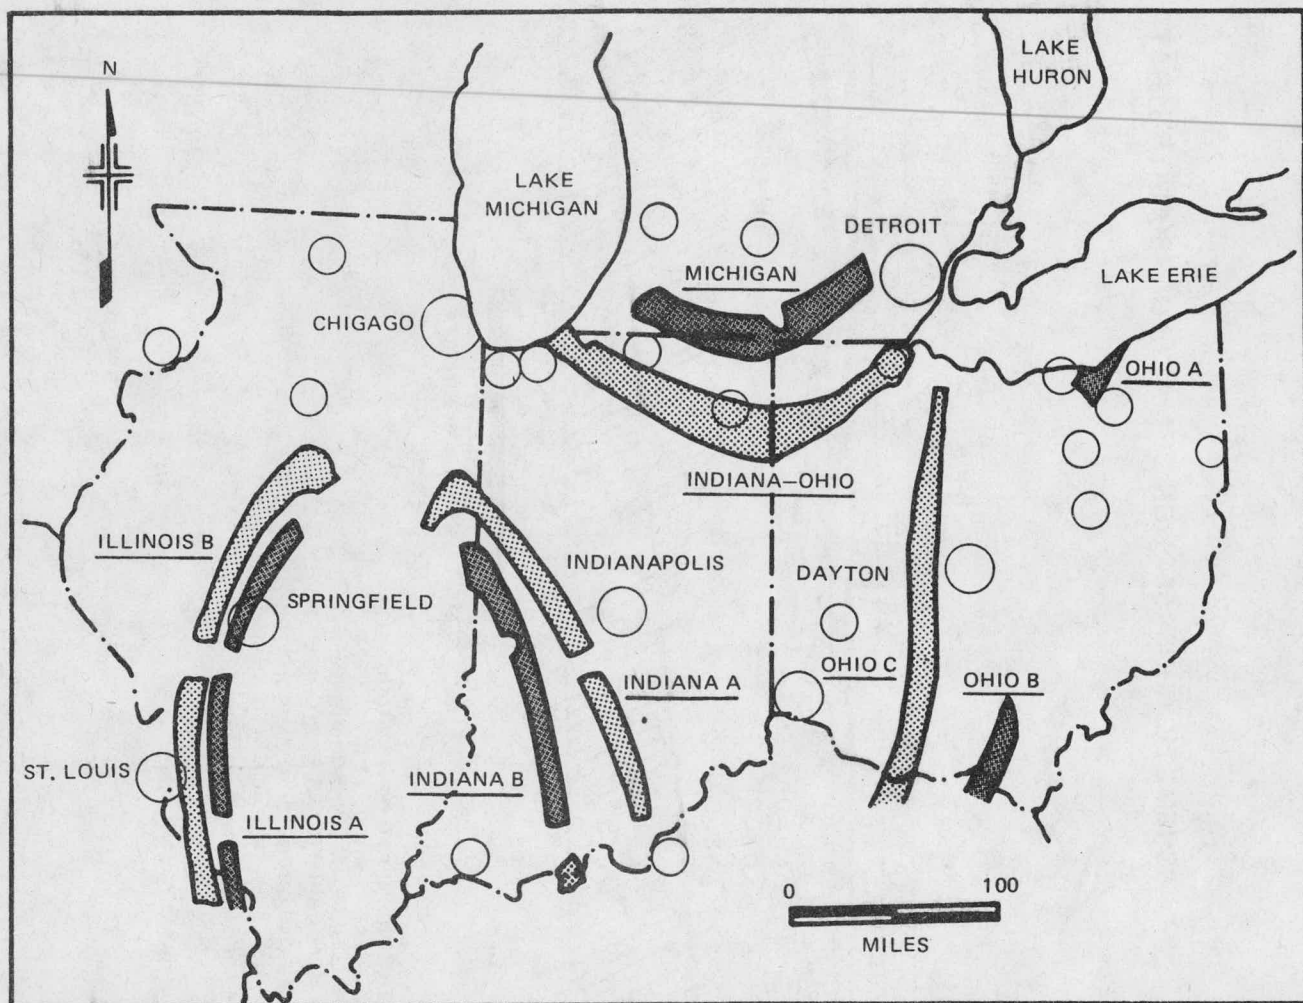 N
LAKE
HURON
LAKE
MICHIGAN
DETROIT
MICHIGAN
LAKE ERIE
CHIGAGO
OHIO A
INDIANA–OHIO
ILLINOIS B
INDIANAPOLIS
DAYTON
SPRINGFIELD
OHIO C
OHIO B
INDIANA A
ST. LOUIS
INDIANA B
ILLINOIS A
0 100
MILES